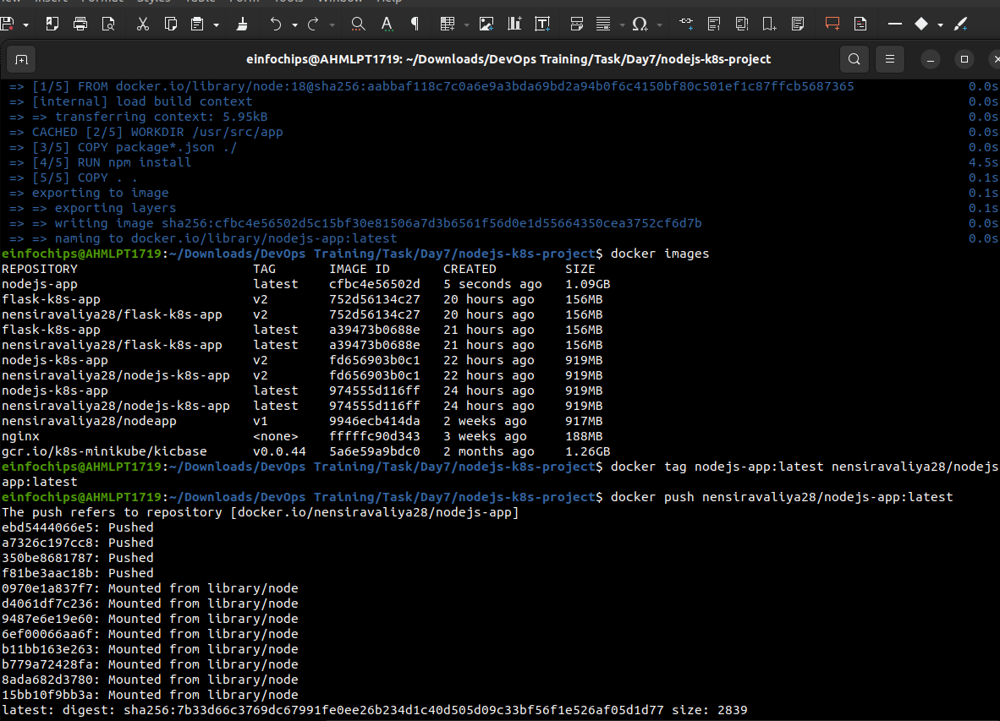 Insert Format Styles Table Form Tools Window Help
einfochips@AHMLPT1719: ~/Downloads/DevOps Training/Task/Day7/nodejs-k8s-project
=> [1/5] FROM docker.io/library/node:18@sha256:aabbaf118c7c0a6e9a3bda69bd2a94b0f6c4150bf80c501ef1c87ffcb5687365 0.0s
=> [internal] load build context 0.0s
=> => transferring context: 5.95kB 0.0s
=> CACHED [2/5] WORKDIR /usr/src/app 0.0s
=> [3/5] COPY package*.json ./ 0.0s
=> [4/5] RUN npm install 4.5s
=> [5/5] COPY . . 0.1s
=> exporting to image 0.1s
=> => exporting layers 0.1s
=> => writing image sha256:cfbc4e56502d5c15bf30e81506a7d3b6561f56d0e1d55664350cea3752cf6d7b 0.0s
=> => naming to docker.io/library/nodejs-app:latest 0.0s
einfochips@AHMLPT1719:~/Downloads/DevOps Training/Task/Day7/nodejs-k8s-project$ docker images
REPOSITORY TAG IMAGE ID CREATED SIZE
nodejs-app latest cfbc4e56502d 5 seconds ago 1.09GB
flask-k8s-app v2 752d56134c27 20 hours ago 156MB
nensiravaliya28/flask-k8s-app v2 752d56134c27 20 hours ago 156MB
flask-k8s-app latest a39473b0688e 21 hours ago 156MB
nensiravaliya28/flask-k8s-app latest a39473b0688e 21 hours ago 156MB
nodejs-k8s-app v2 fd656903b0c1 22 hours ago 919MB
nensiravaliya28/nodejs-k8s-app v2 fd656903b0c1 22 hours ago 919MB
nodejs-k8s-app latest 974555d116ff 24 hours ago 919MB
nensiravaliya28/nodejs-k8s-app latest 974555d116ff 24 hours ago 919MB
nensiravaliya28/nodeapp v1 9946ecb414da 2 weeks ago 917MB
nginx <none> fffffc90d343 3 weeks ago 188MB
gcr.io/k8s-minikube/kicbase v0.0.44 5a6e59a9bdc0 2 months ago 1.26GB
einfochips@AHMLPT1719:~/Downloads/DevOps Training/Task/Day7/nodejs-k8s-project$ docker tag nodejs-app:latest nensiravaliya28/nodejs
app:latest
einfochips@AHMLPT1719:~/Downloads/DevOps Training/Task/Day7/nodejs-k8s-project$ docker push nensiravaliya28/nodejs-app:latest
The push refers to repository [docker.io/nensiravaliya28/nodejs-app]
ebd5444066e5: Pushed
a7326c197cc8: Pushed
350be8681787: Pushed
f81be3aac18b: Pushed
0970e1a837f7: Mounted from library/node
d4061df7c236: Mounted from library/node
9487e6e19e60: Mounted from library/node
6ef00066aa6f: Mounted from library/node
b11bb163e263: Mounted from library/node
b779a72428fa: Mounted from library/node
8ada682d3780: Mounted from library/node
15bb10f9bb3a: Mounted from library/node
latest: digest: sha256:7b33d66c3769dc67991fe0ee26b234d1c40d505d09c33bf56f1e526af05d1d77 size: 2839